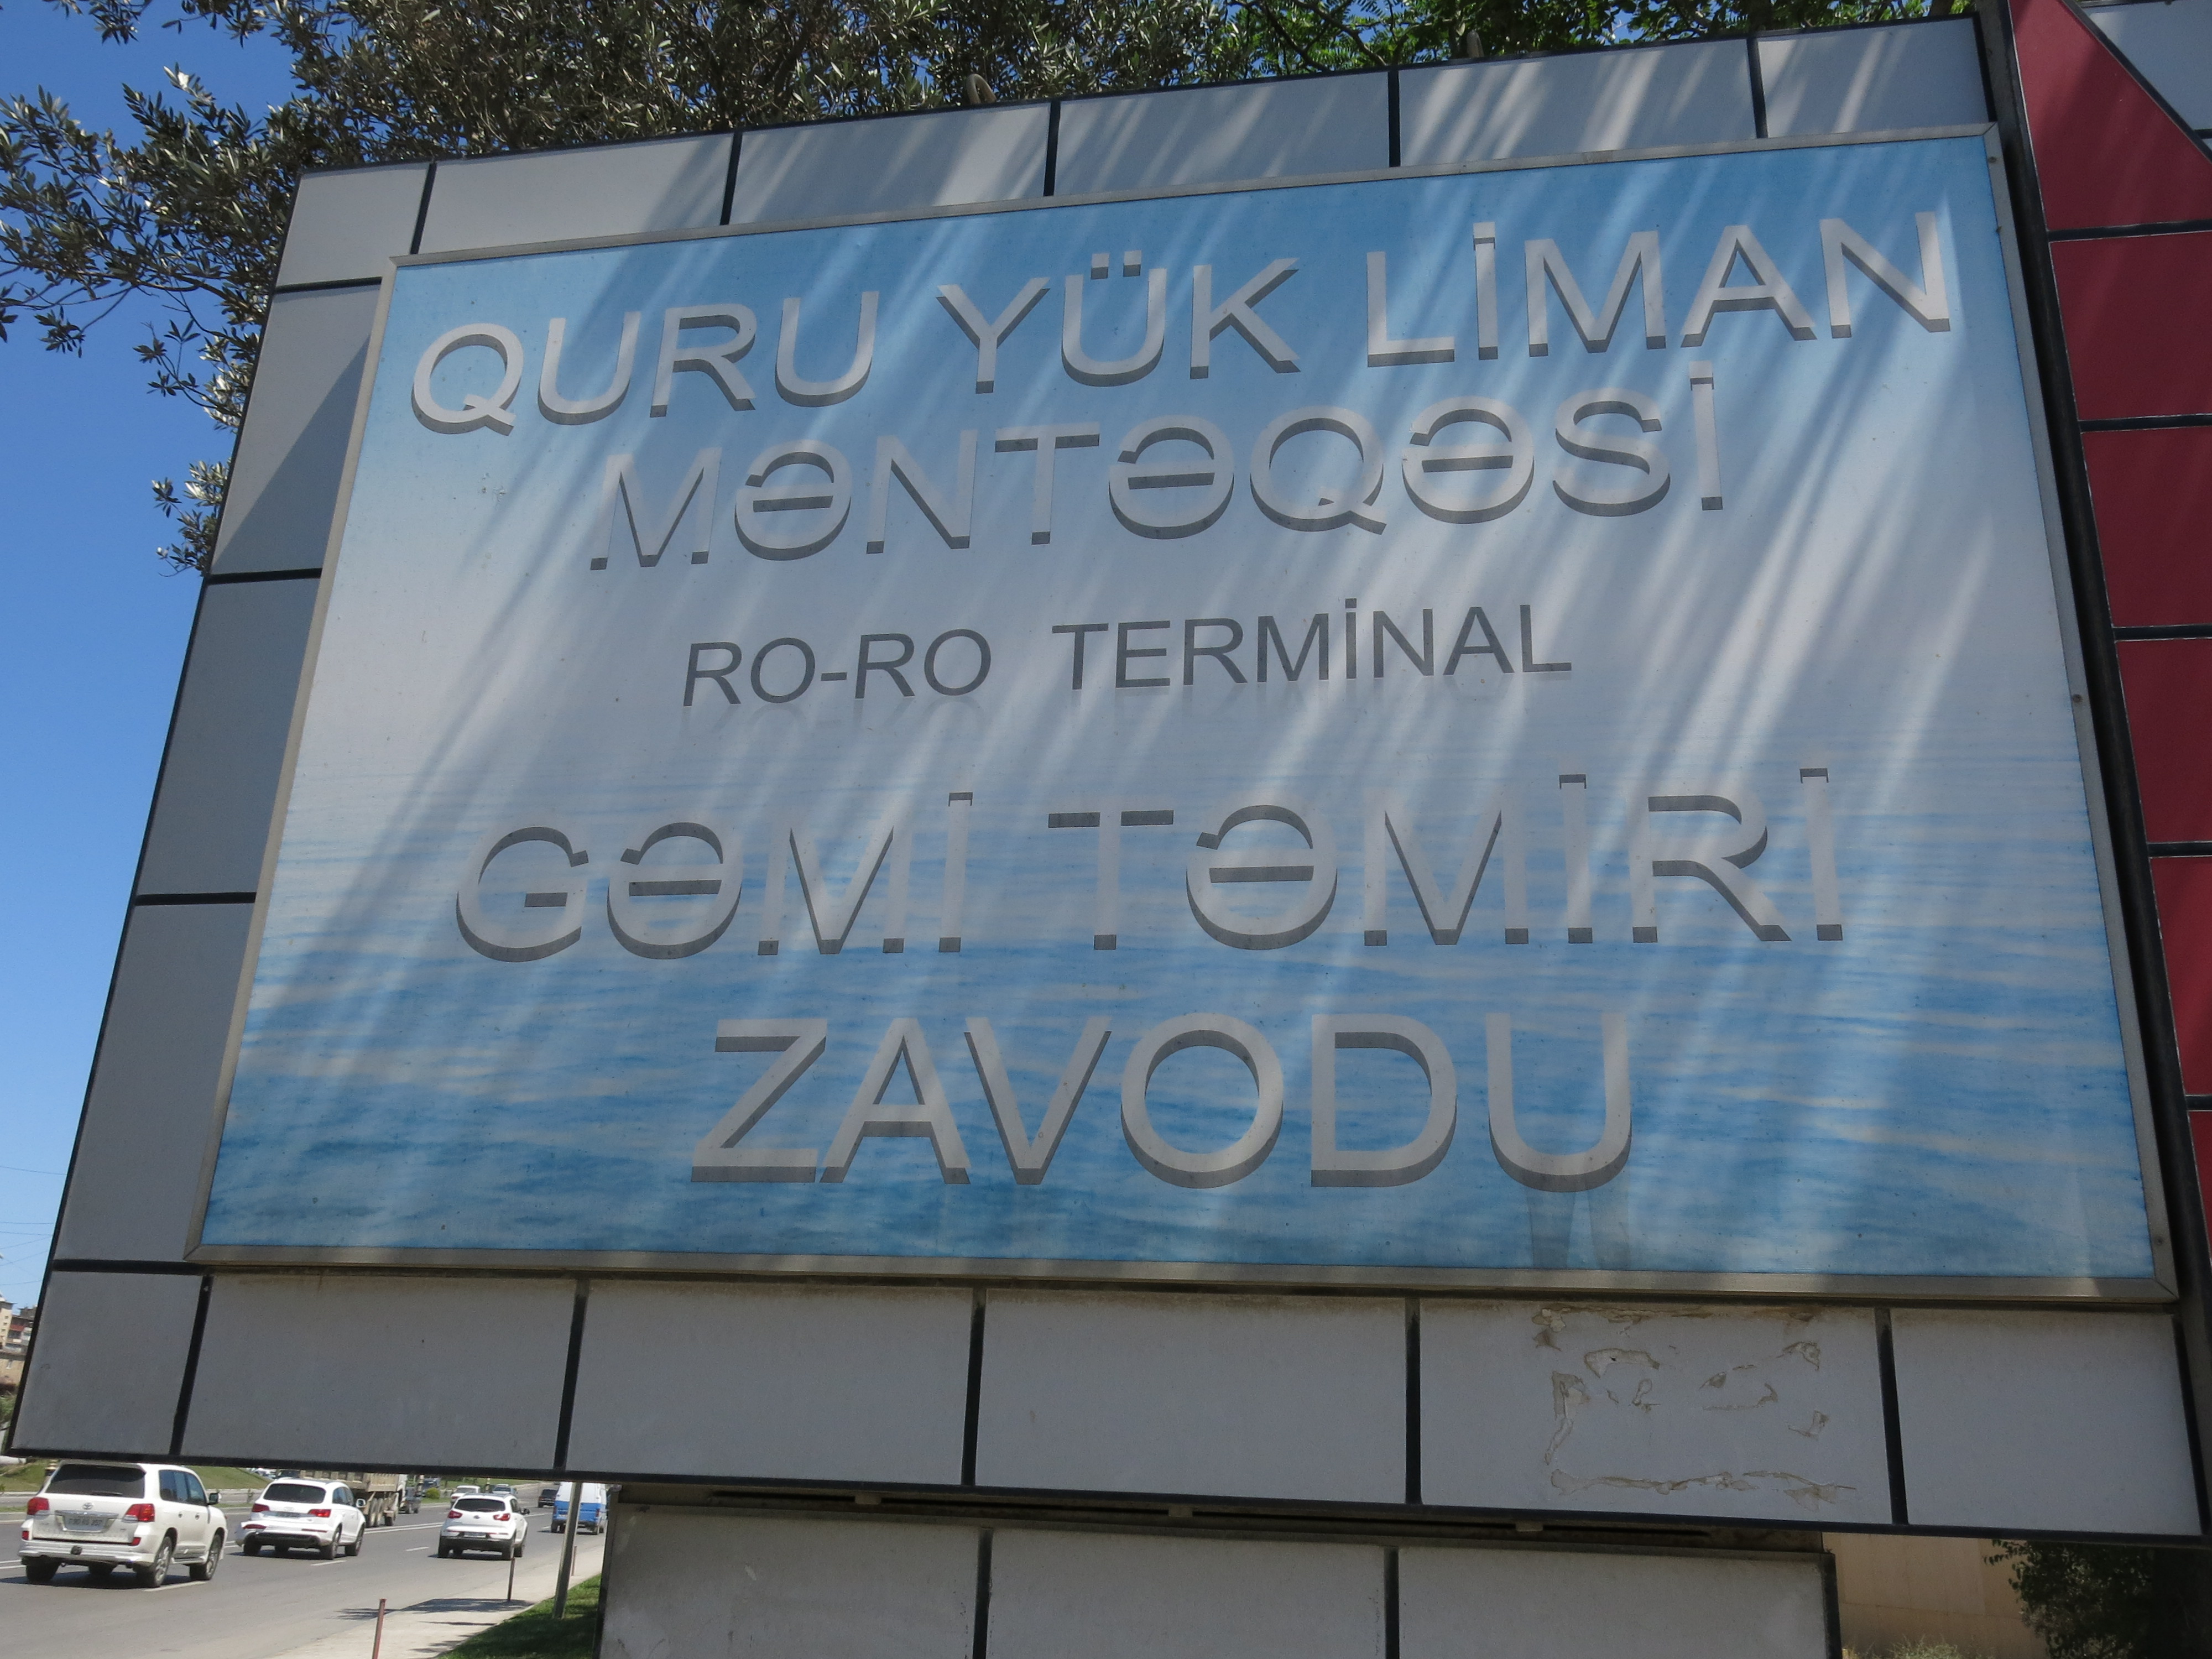 QURU YÜK LİMAN
MƏNTƏQƏSİ
RO-RO TERMİNAL
GƏMİ TƏMİRİ
ZAVODU